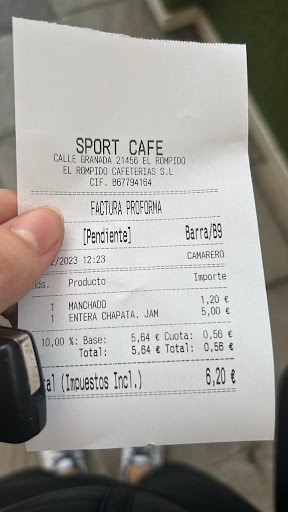 SPORT CAFE
CALLE GRANADA 21456 EL ROMPIDO
EL ROMPIDO CAFETERIAS S.L
CIF. B67794164
FACTURA PROFORMA
[Pendiente] Barra/B9
2/2023 12:23 CAMARERO
ds. Producto Importe
1 MANCHADO 1,20 €
1 ENTERA CHAPATA. JAM 5,00 €
10,00 %: Base: 5,64 € Cuota: 0,56 €
Total: 5,64 € Total: 0,56 €
al (Impuestos Incl.) 6,20 €